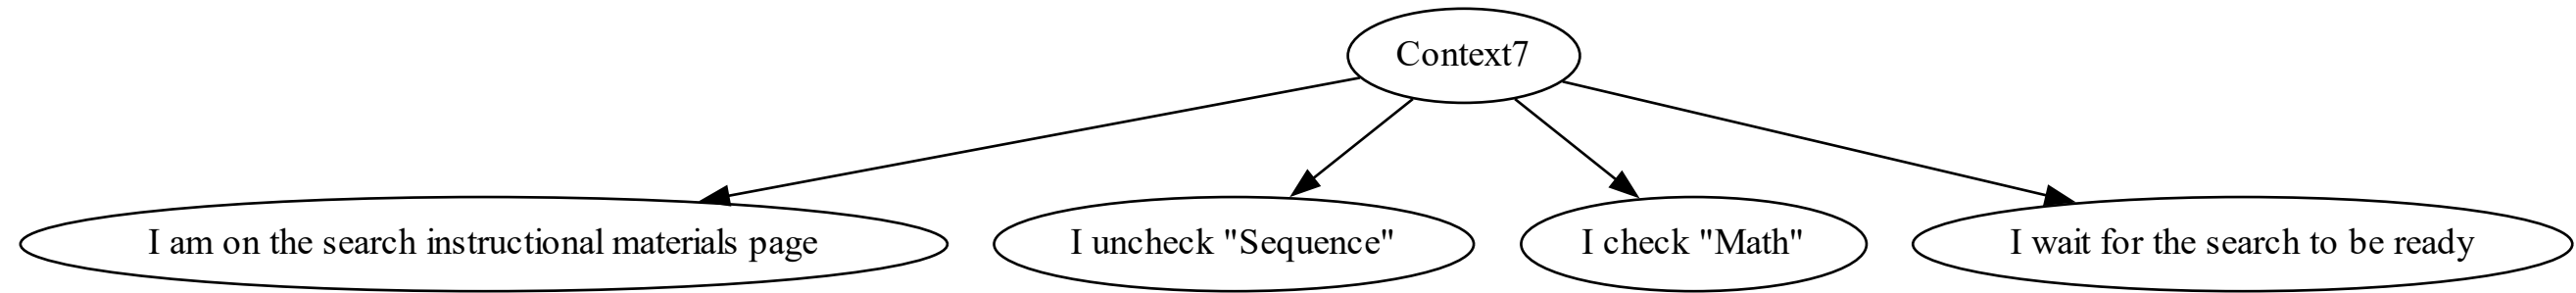 Context7
I am on the search instructional materials page
I uncheck "Sequence"
I check "Math"
I wait for the search to be ready